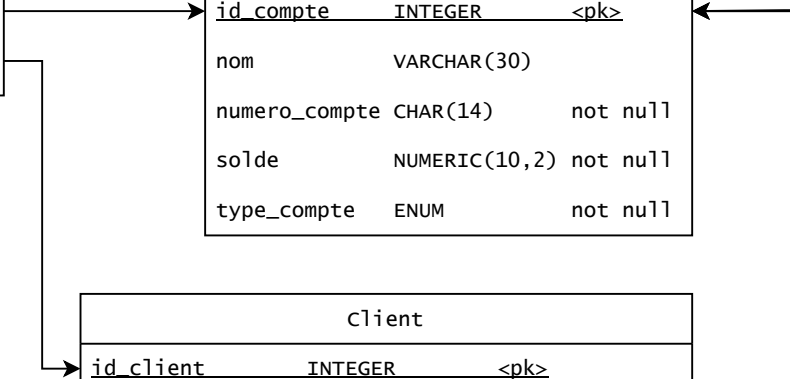 id_compte INTEGER <pk>
nom VARCHAR(30)
numero_compte CHAR(14) not null
solde NUMERIC(10,2) not null
type_compte ENUM not null
Client
id_client INTEGER <pk>